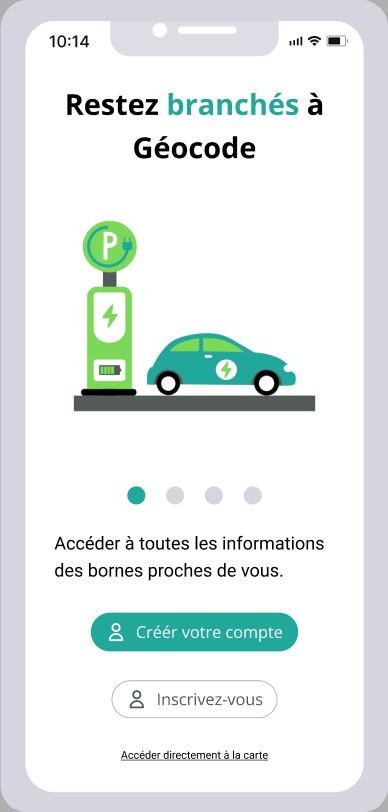 10:14
Restez branchés à
Géocode
P
Accéder à toutes les informations
des bornes proches de vous.
Créér votre compte
Inscrivez-vous
Accéder directement à la carte